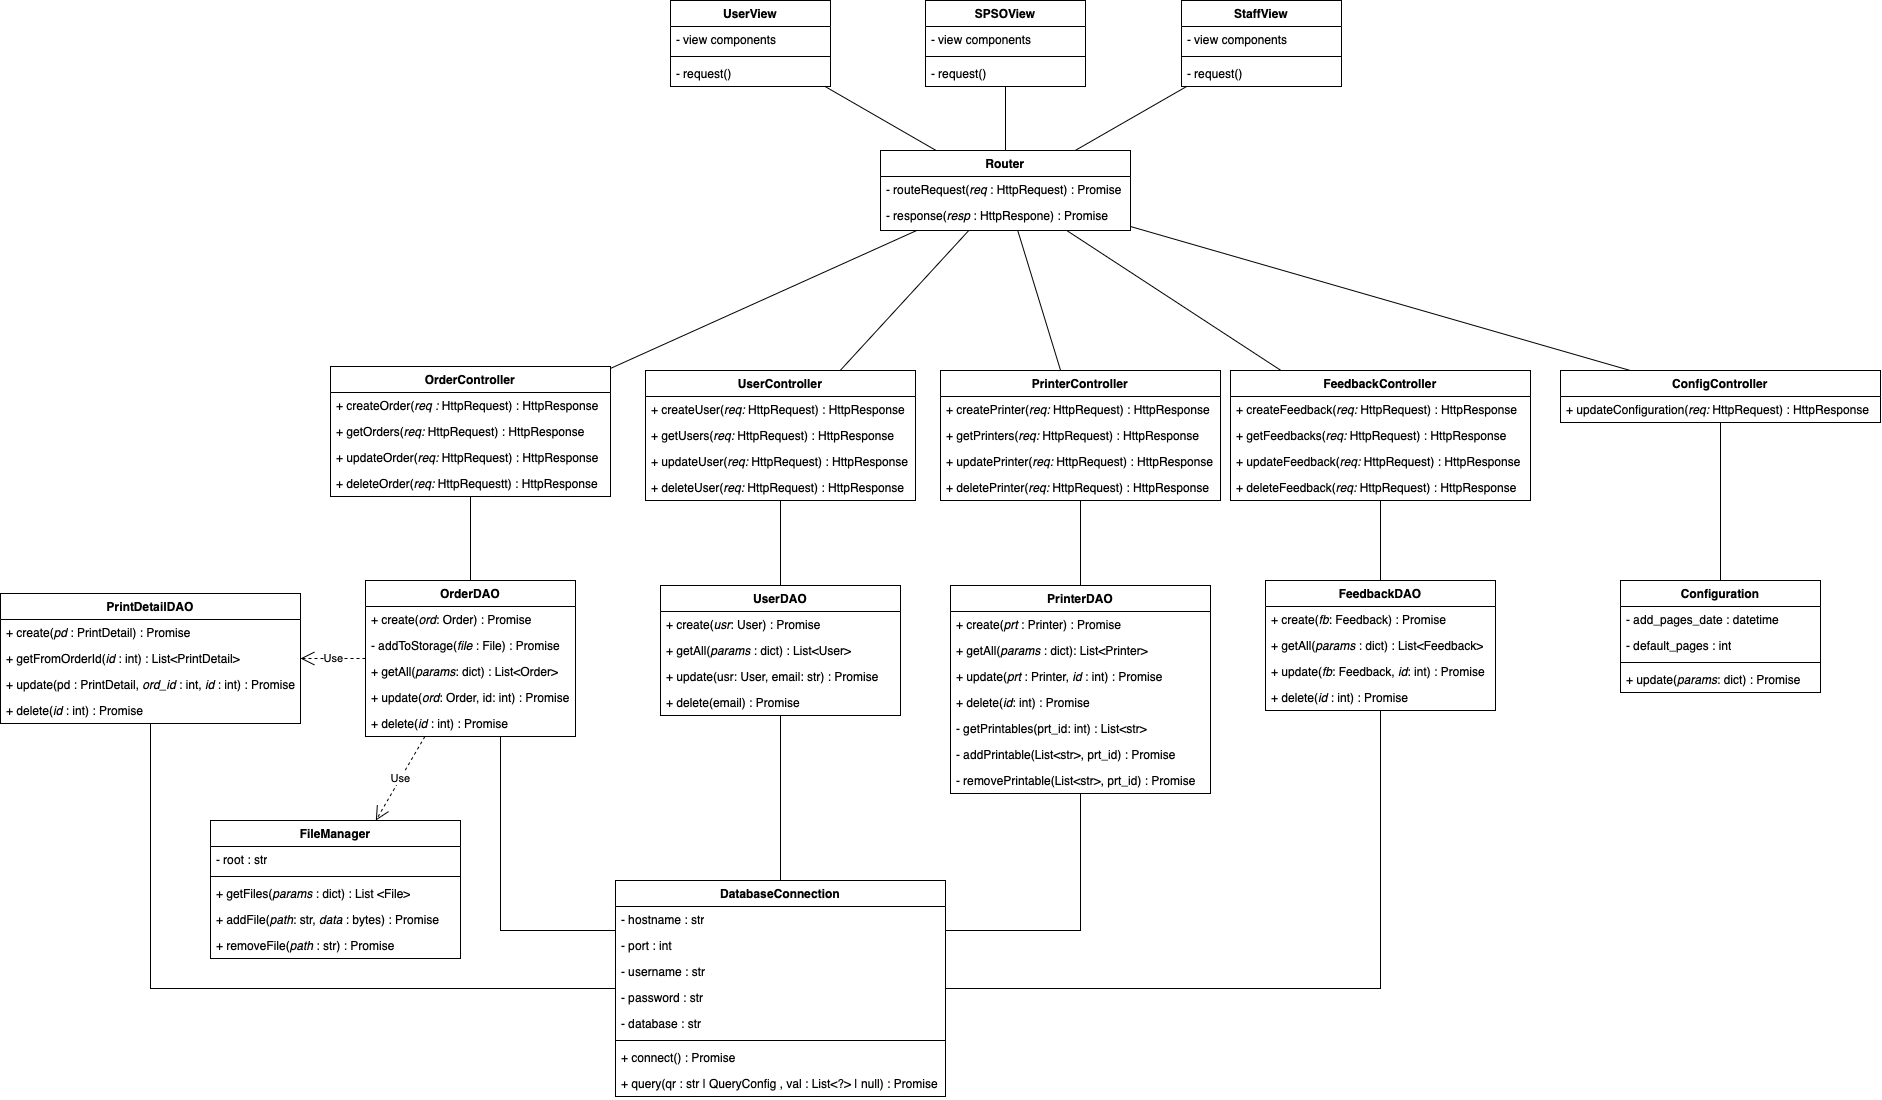 UserView
- view components
- request()
SPSOView
- view components
- request()
StaffView
- view components
- request()
Router
- routeRequest(req : HttpRequest) : Promise
- response(resp : HttpRespone) : Promise
OrderController
+ createOrder(req : HttpRequest) : HttpResponse
+ getOrders(req: HttpRequest) : HttpResponse
+ updateOrder(req: HttpRequest) : HttpResponse
+ deleteOrder(req: HttpRequestt) : HttpResponse
UserController
+ createUser(req: HttpRequest) : HttpResponse
+ getUsers(req: HttpRequest) : HttpResponse
+ updateUser(req: HttpRequest) : HttpResponse
+ deleteUser(req: HttpRequest) : HttpResponse
PrinterController
+ createPrinter(req: HttpRequest) : HttpResponse
+ getPrinters(req: HttpRequest) : HttpResponse
+ updatePrinter(req: HttpRequest) : HttpResponse
+ deletePrinter(req: HttpRequest) : HttpResponse
FeedbackController
+ createFeedback(req: HttpRequest) : HttpResponse
+ getFeedbacks(req: HttpRequest) : HttpResponse
+ updateFeedback(req: HttpRequest) : HttpResponse
+ deleteFeedback(req: HttpRequest) : HttpResponse
ConfigController
+ updateConfiguration(req: HttpRequest) : HttpResponse
PrintDetailDAO
+ create(pd : PrintDetail) : Promise
+ getFromOrderId(id : int) : List<PrintDetail>
+ update(pd : PrintDetail, ord_id : int, id : int) : Promise
+ delete(id : int) : Promise
Use
OrderDAO
+ create(ord: Order) : Promise
- addToStorage(file : File) : Promise
+ getAll(params: dict) : List<Order>
+ update(ord: Order, id: int) : Promise
+ delete(id : int) : Promise
UserDAO
+ create(usr: User) : Promise
+ getAll(params : dict) : List<User>
+ update(usr: User, email: str) : Promise
+ delete(email) : Promise
PrinterDAO
+ create(prt : Printer) : Promise
+ getAll(params : dict): List<Printer>
+ update(prt : Printer, id : int) : Promise
+ delete(id: int) : Promise
- getPrintables(prt_id: int) : List<str>
- addPrintable(List<str>, prt_id) : Promise
- removePrintable(List<str>, prt_id) : Promise
FeedbackDAO
+ create(fb: Feedback) : Promise
+ getAll(params : dict) : List<Feedback>
+ update(fb: Feedback, id: int) : Promise
+ delete(id : int) : Promise
Configuration
- add_pages_date : datetime
- default_pages : int
+ update(params: dict) : Promise
Use
FileManager
- root : str
+ getFiles(params : dict) : List <File>
+ addFile(path: str, data : bytes) : Promise
+ removeFile(path : str) : Promise
DatabaseConnection
- hostname : str
- port : int
- username : str
- password : str
- database : str
+ connect() : Promise
+ query(qr : str | QueryConfig , val : List<?> | null) : Promise